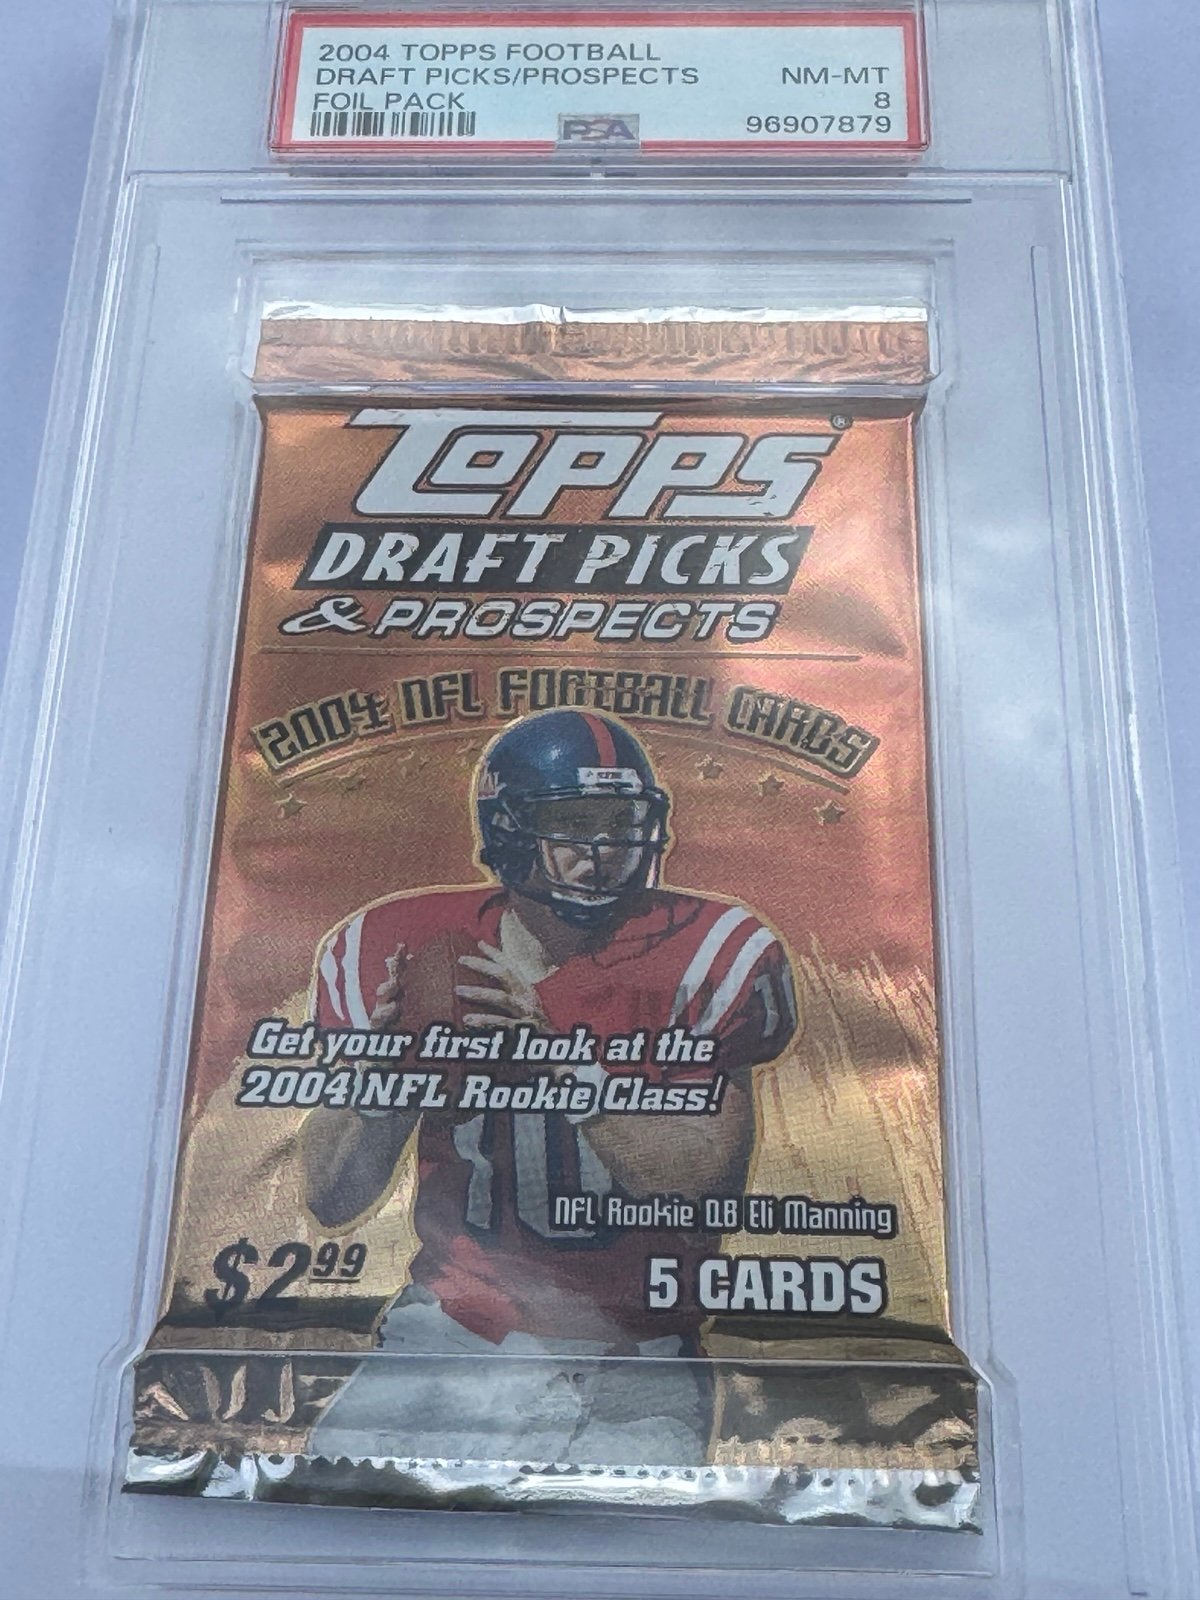 2004 TOPPS FOOTBALL
DRAFT PICKS/PROSPECTS NM-MT
FOIL PACK 8
PSA 96907879
TOPPS®
DRAFT PICKS
& PROSPECTS
2004 NFL FOOTBALL CARDS
Get your first look at the
2004 NFL Rookie Class!
10
NFL Rookie QB Eli Manning
$2.99
5 CARDS